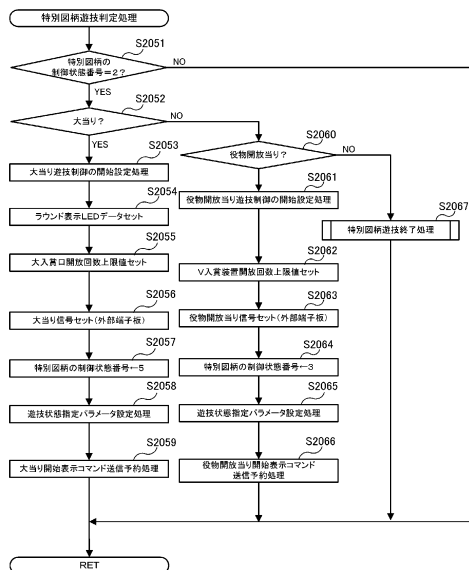 特別図柄遊技判定処理
S2051
特別図柄の
制御状態番号=2?
NO
YES
S2052
大当り?
NO
YES
S2053
大当り遊技制御の開始設定処理
S2054
ラウンド表示LEDデータセット
S2055
大入賞口開放回数上限値セット
S2056
大当り信号セット(外部端子板)
S2057
特別図柄の制御状態番号←5
S2058
遊技状態指定パラメータ設定処理
S2059
大当り開始表示コマンド送信予約処理
S2060
役物開放当り?
NO
YES
S2061
役物開放当り遊技制御の開始設定処理
S2062
V入賞装置開放回数上限値セット
S2063
役物開放当り信号セット(外部端子板)
S2064
特別図柄の制御状態番号←3
S2065
遊技状態指定パラメータ設定処理
S2066
役物開放当り開始表示コマンド
送信予約処理
S2067
特別図柄遊技終了処理
RET